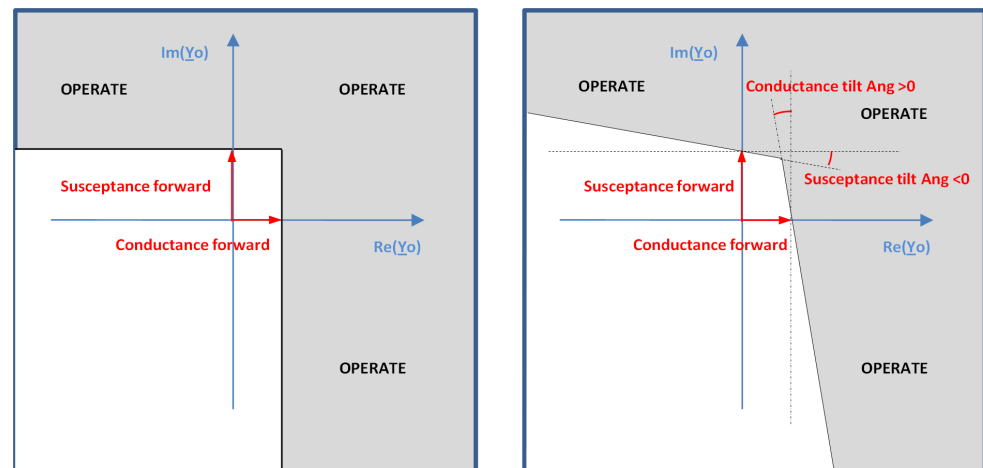 Im(Yo)
OPERATE
OPERATE
Susceptance forward
Conductance forward
Re(Yo)
OPERATE
Im(Yo)
OPERATE
Conductance tilt Ang >0
OPERATE
Susceptance tilt Ang <0
Susceptance forward
Conductance forward
Re(Yo)
OPERATE